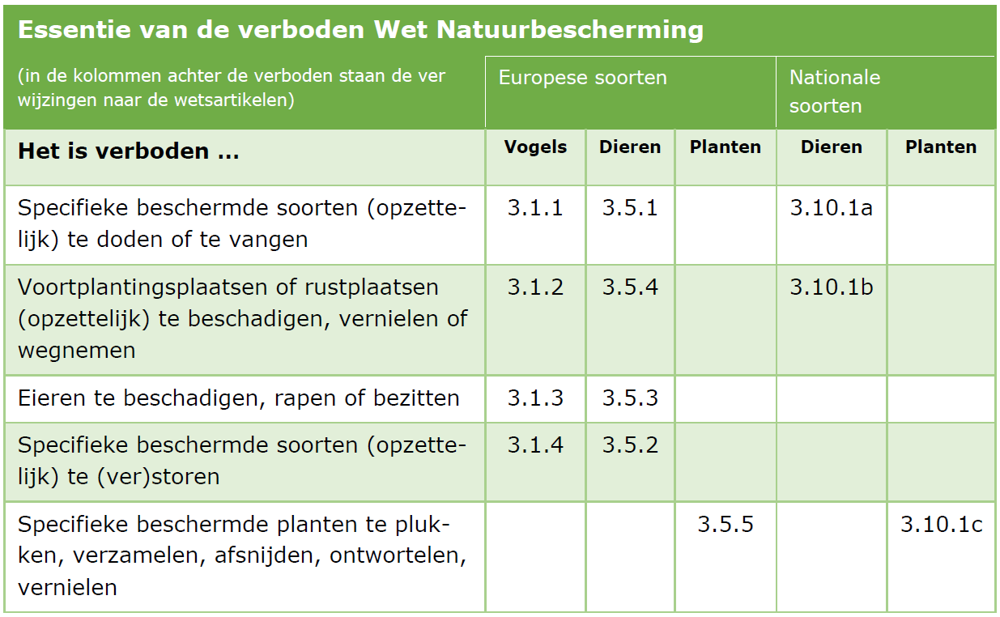 Essentie van de verboden Wet Natuurbescherming
(in de kolommen achter de verboden staan de ver
wijzingen naar de wetsartikelen)
Europese soorten
Nationale
soorten
Het is verboden ...
Vogels
Dieren
Planten
Dieren
Planten
Specifieke beschermde soorten (opzette-
lijk) te doden of te vangen
3.1.1
3.5.1
3.10.1a
Voortplantingsplaatsen of rustplaatsen
(opzettelijk) te beschadigen, vernielen of
wegnemen
3.1.2
3.5.4
3.10.1b
Eieren te beschadigen, rapen of bezitten
3.1.3
3.5.3
Specifieke beschermde soorten (opzette-
lijk) te (ver)storen
3.1.4
3.5.2
Specifieke beschermde planten te pluk-
ken, verzamelen, afsnijden, ontwortelen,
vernielen
3.5.5
3.10.1c